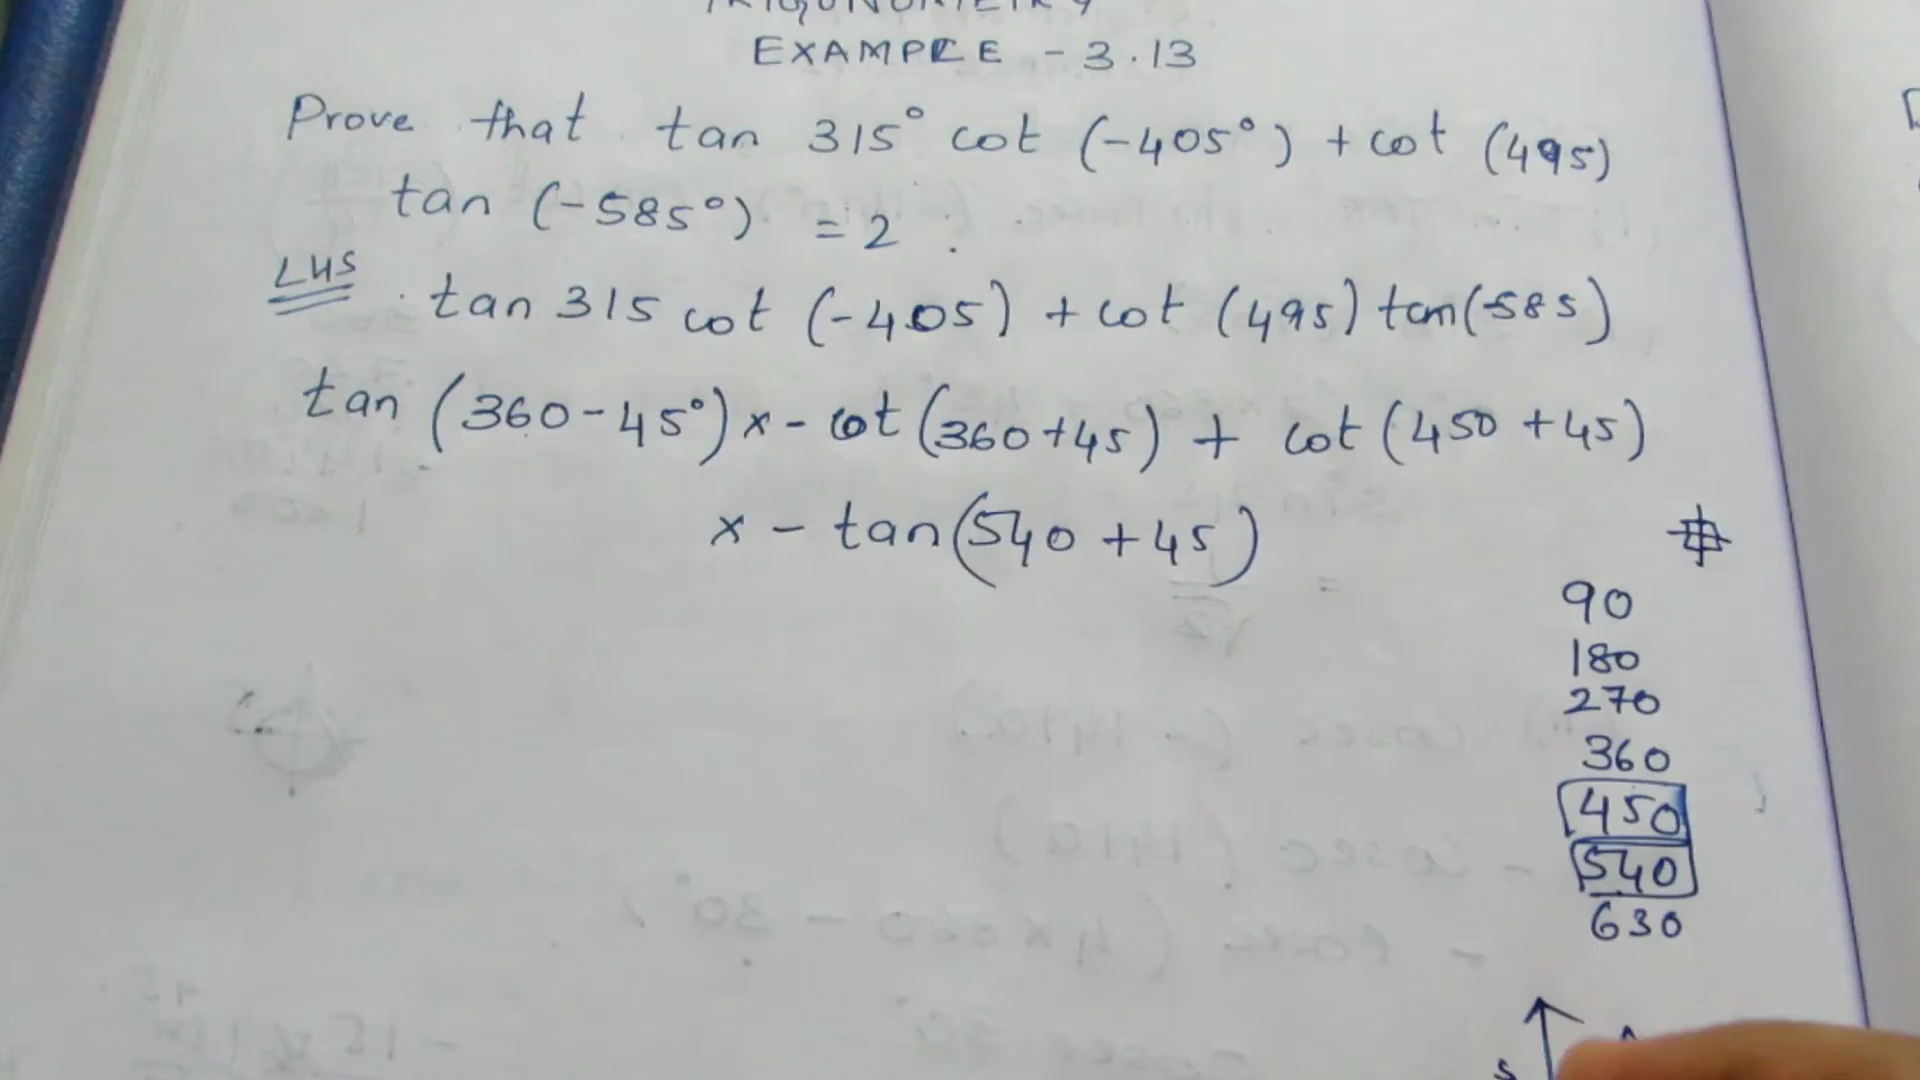 TRIGONOMETRY
EXAMPLE - 3.13
Prove that tan 315° cot (-405°) + cot (495)
tan (-585°) = 2 :
LHS
tan 315 cot (-405) + cot (495) tan(-585)
tan (360-45°) x - cot (360+45) + cot (450 +45)
x - tan(540 +45)
90
180
270
360
450
540
630
S